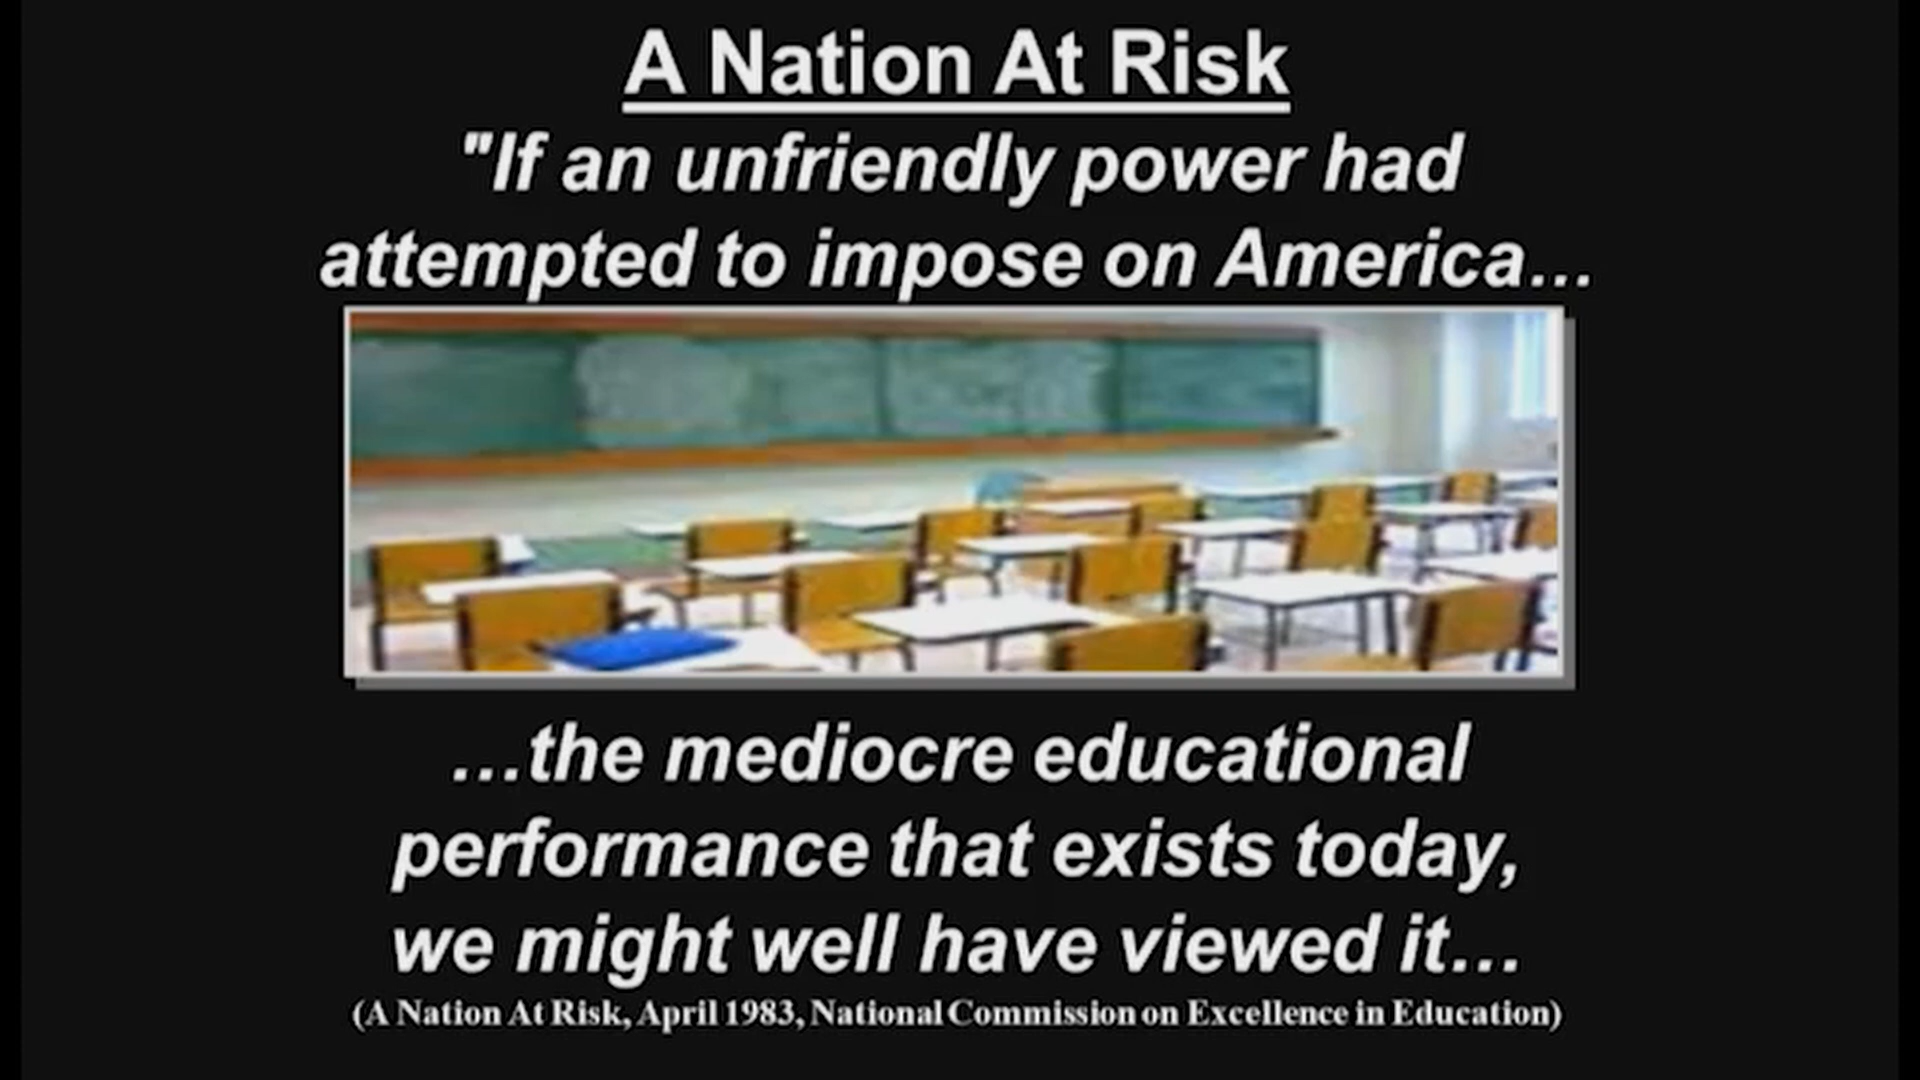 A Nation At Risk
"If an unfriendly power had
attempted to impose on America...
...the mediocre educational
performance that exists today,
we might well have viewed it...
(A Nation At Risk, April 1983, National Commission on Excellence in Education)